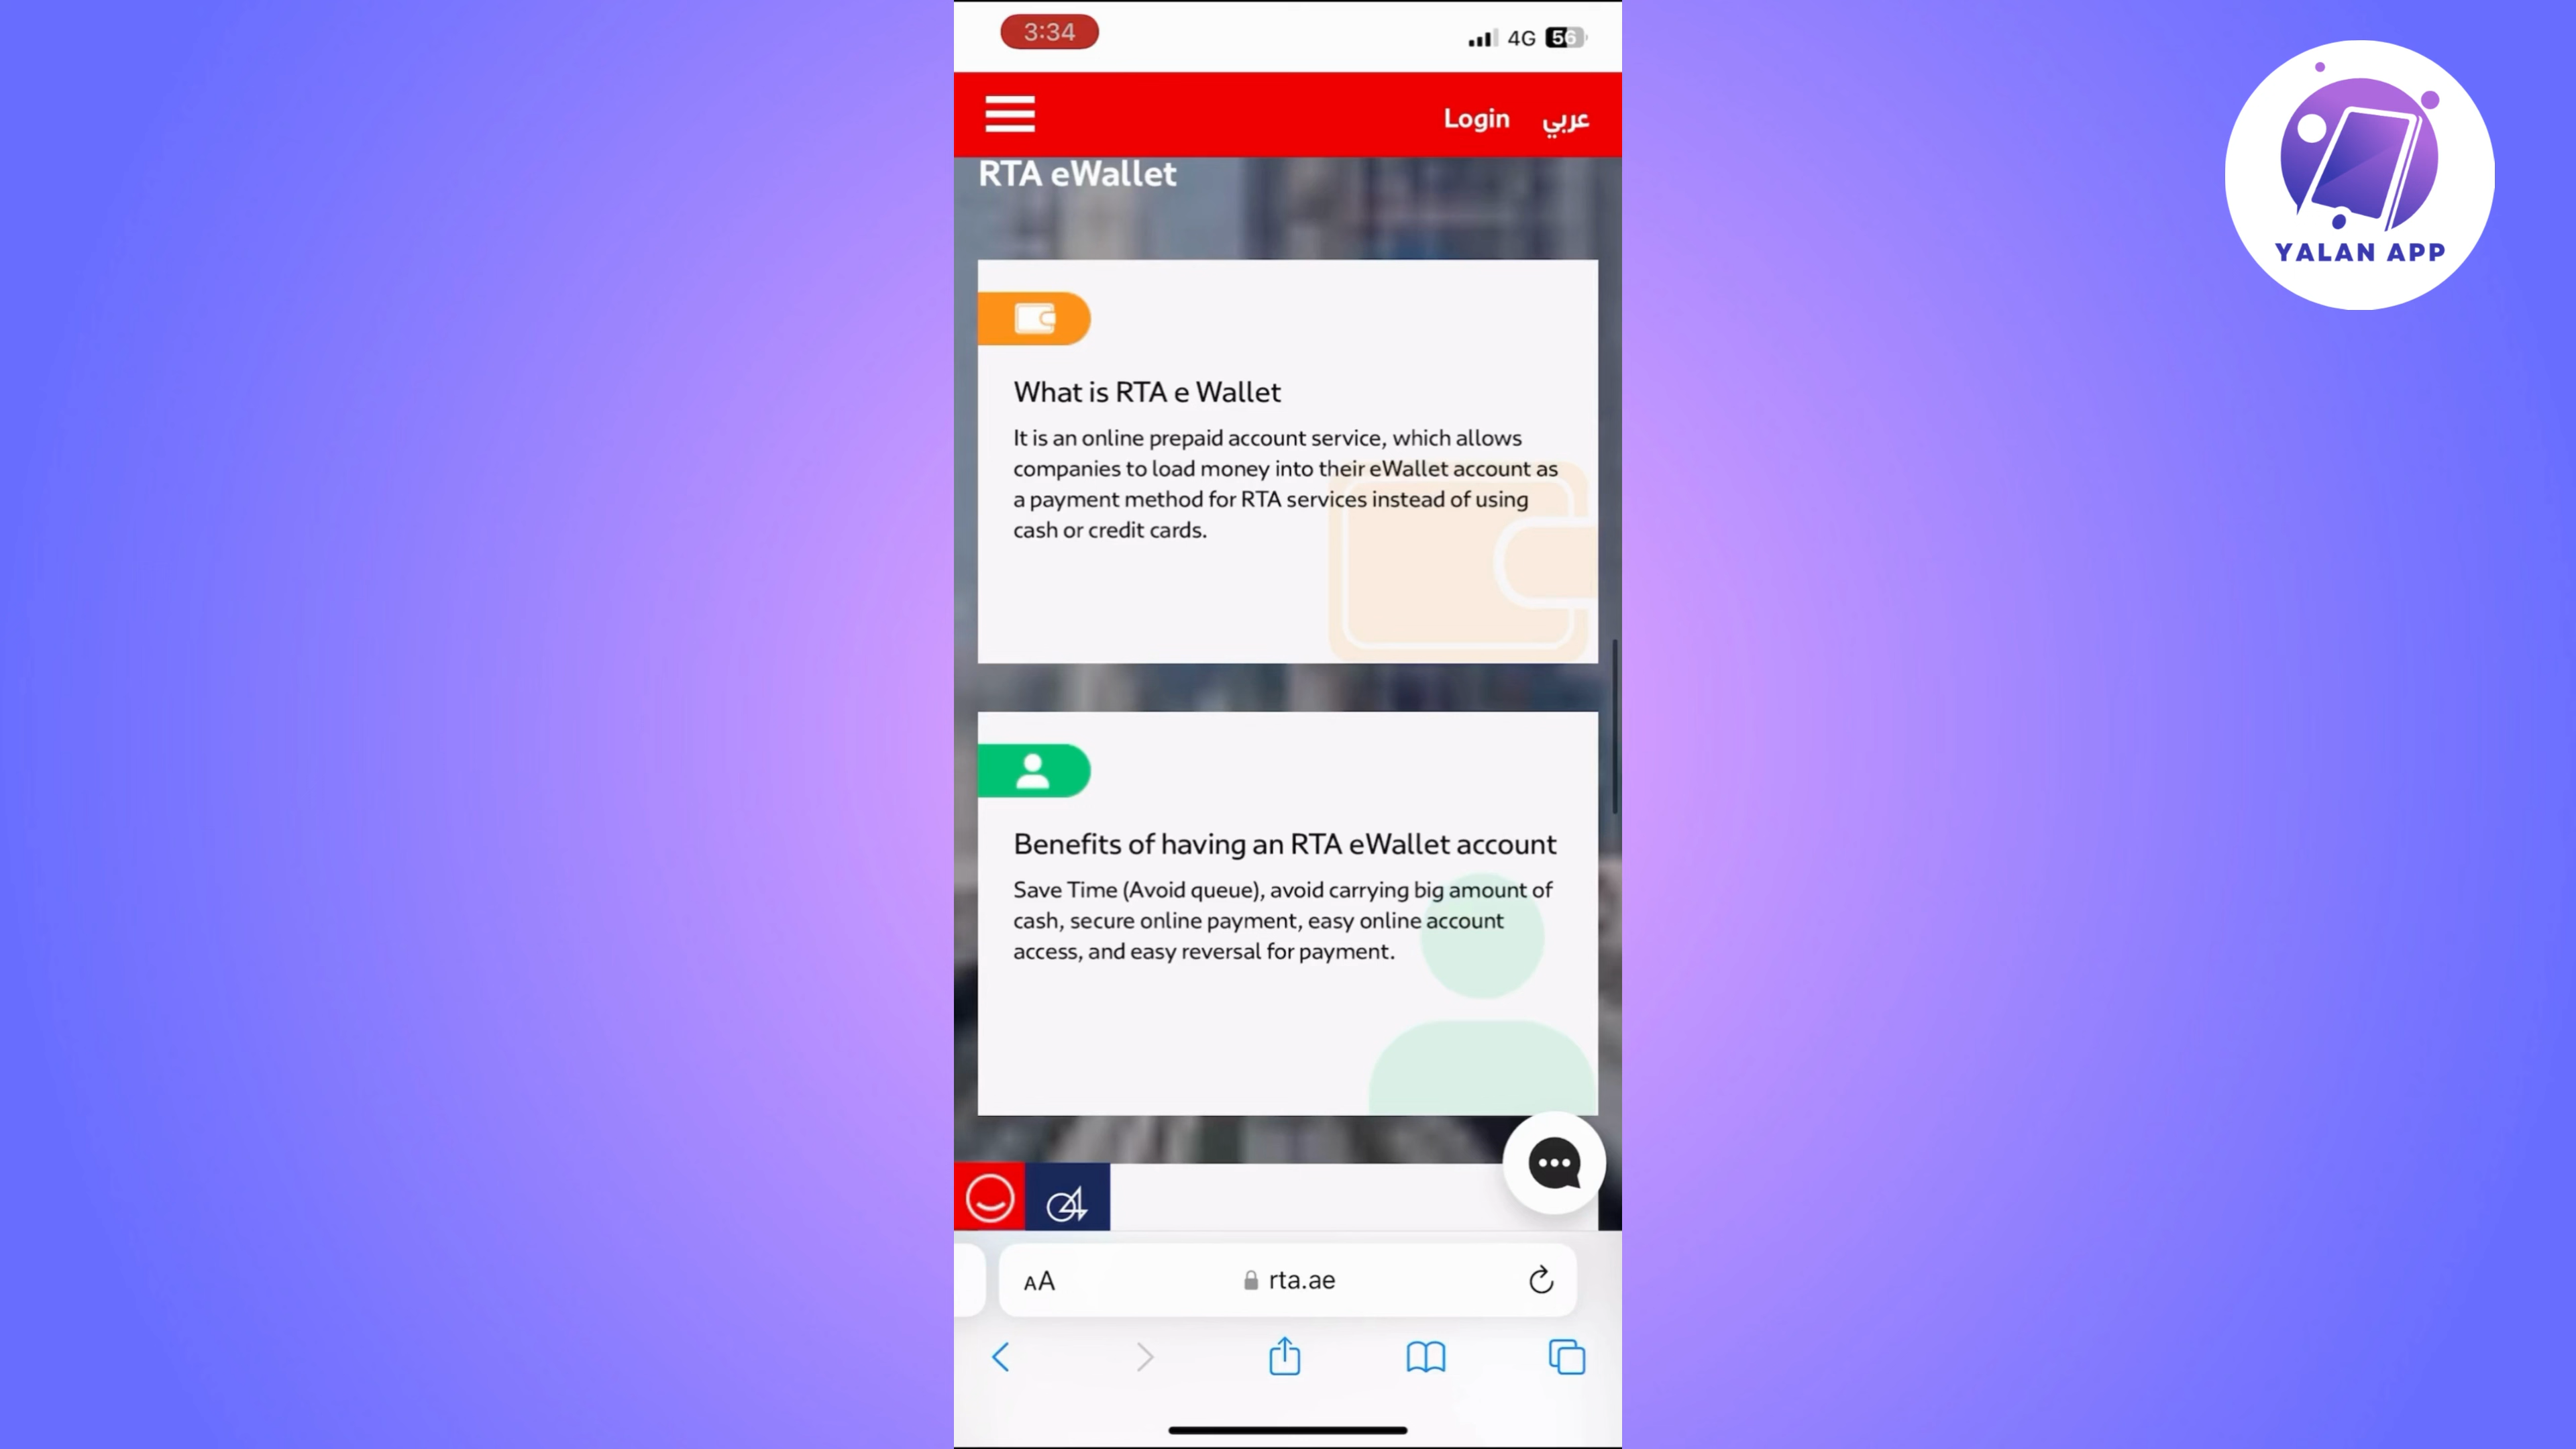 3:34
4G 56
YALAN APP
Login عربي
RTA eWallet
What is RTA e Wallet
It is an online prepaid account service, which allows
companies to load money into their eWallet account as
a payment method for RTA services instead of using
cash or credit cards.
Benefits of having an RTA eWallet account
Save Time (Avoid queue), avoid carrying big amount of
cash, secure online payment, easy online account
access, and easy reversal for payment.
AA rta.ae